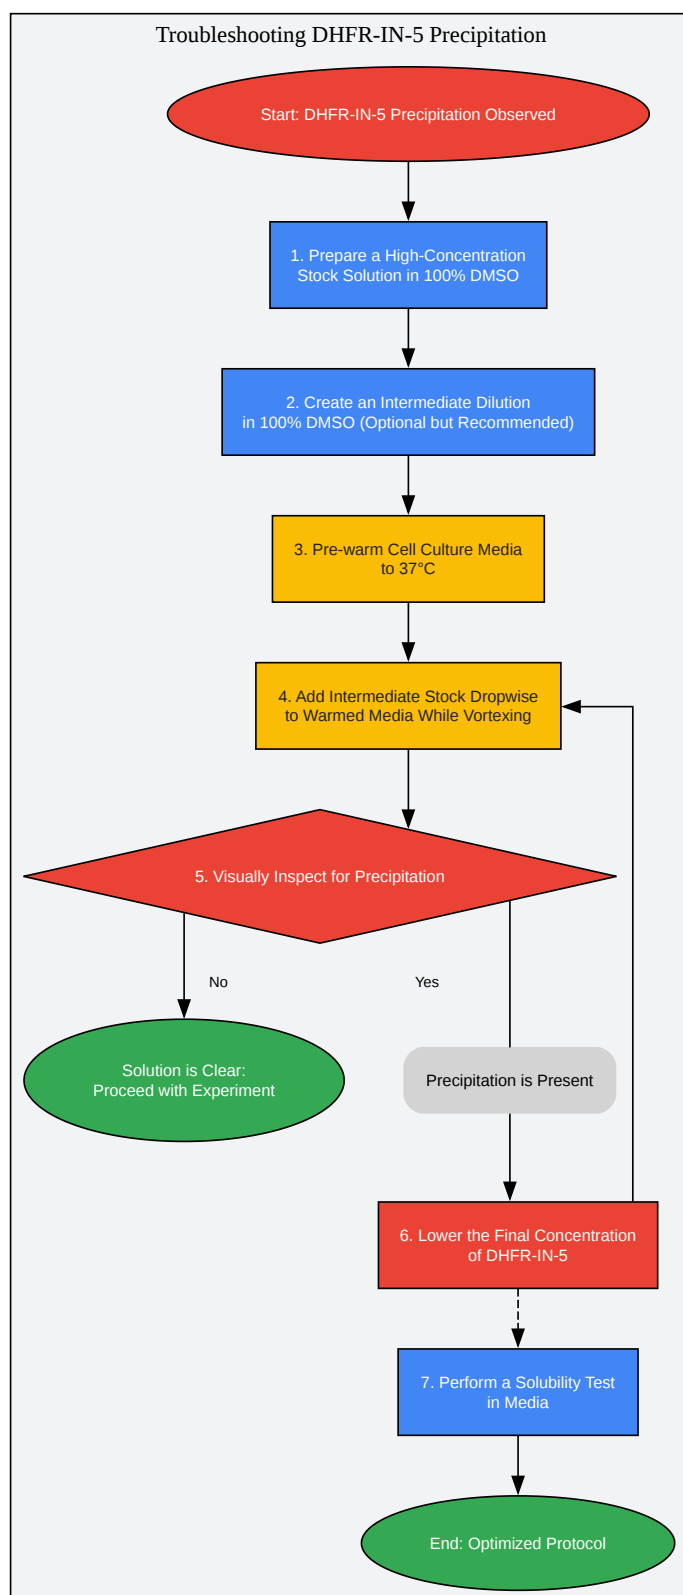 Troubleshooting DHFR-IN-5 Precipitation
Start: DHFR-IN-5 Precipitation Observed
1. Prepare a High-Concentration
Stock Solution in 100% DMSO
2. Create an Intermediate Dilution
in 100% DMSO (Optional but Recommended)
3. Pre-warm Cell Culture Media
to 37°C
4. Add Intermediate Stock Dropwise
to Warmed Media While Vortexing
5. Visually Inspect for Precipitation
No
Yes
Solution is Clear:
Proceed with Experiment
Precipitation is Present
6. Lower the Final Concentration
of DHFR-IN-5
7. Perform a Solubility Test
in Media
End: Optimized Protocol